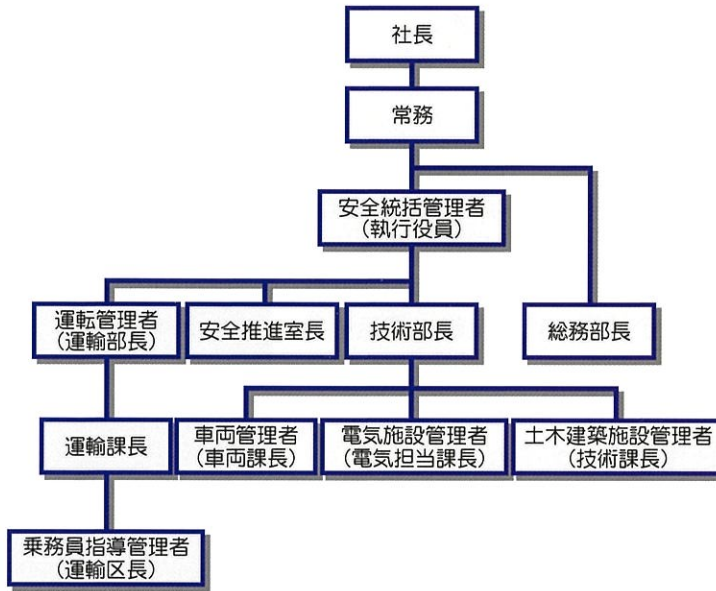 社長
常務
安全統括管理者
(執行役員)
運転管理者
(運輸部長)
安全推進室長
技術部長
総務部長
運輸課長
車両管理者
(車両課長)
電気施設管理者
(電気担当課長)
土木建築施設管理者
(技術課長)
乗務員指導管理者
(運輸区長)